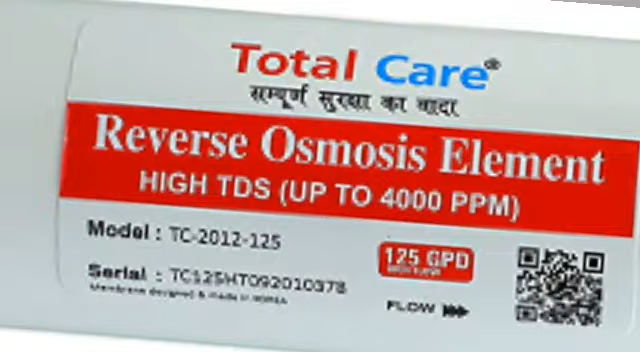 Total Care®
सम्पूर्ण सुरक्षा का वादा
Reverse Osmosis Element
HIGH TDS (UP TO 4000 PPM)
Model : TC-2012-125
125 GPD
Serial : TC125HT092010378
Membrane designed & made in KOREA
FLOW